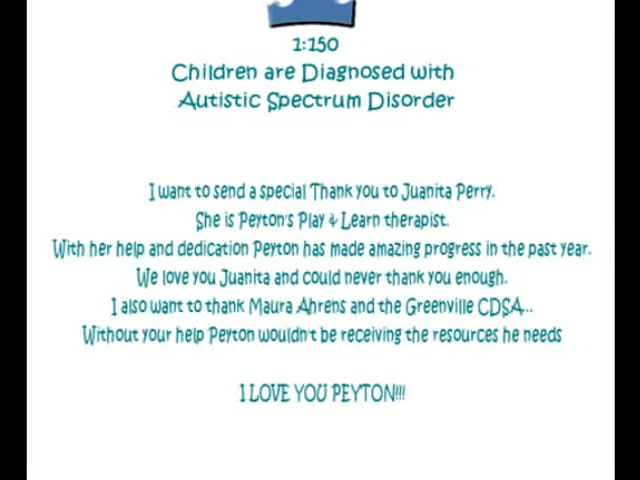 1:150
Children are Diagnosed with
Autistic Spectrum Disorder
I want to send a special Thank you to Juanita Perry.
She is Peyton's Play & Learn therapist.
With her help and dedication Peyton has made amazing progress in the past year.
We love you Juanita and could never thank you enough.
I also want to thank Maura Ahrens and the Greenville CDSA...
Without your help Peyton wouldn't be receiving the resources he needs
I LOVE YOU PEYTON!!!